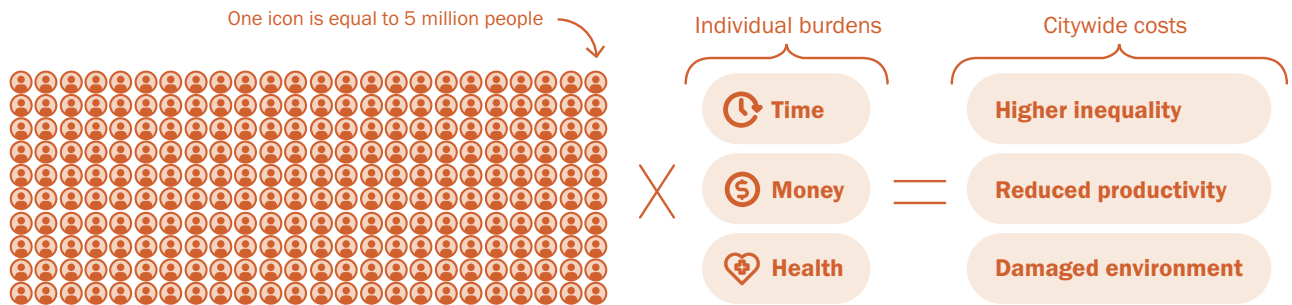 One icon is equal to 5 million people
Individual burdens
Citywide costs
Time
Money
Health
Higher inequality
Reduced productivity
Damaged environment